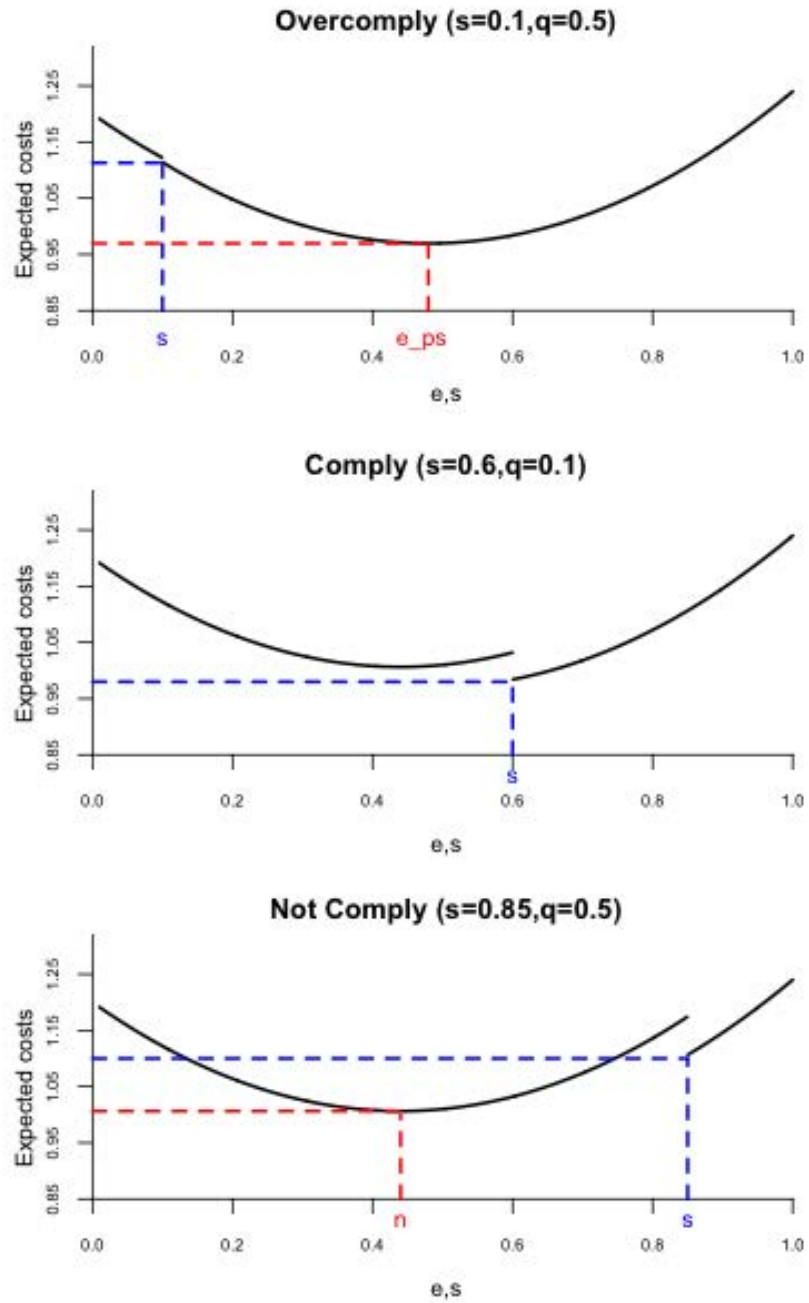 Overcomply (s=0.1,q=0.5)
Expected costs
1.25
1.15
1.05
0.95
0.85
s
e_ps
0.0 0.2 0.4 0.6 0.8 1.0
e,s
Comply (s=0.6,q=0.1)
Expected costs
1.25
1.15
1.05
0.95
0.85
s
0.0 0.2 0.4 0.6 0.8 1.0
e,s
Not Comply (s=0.85,q=0.5)
Expected costs
1.25
1.15
1.05
0.95
0.85
n
s
0.0 0.2 0.4 0.6 0.8 1.0
e,s